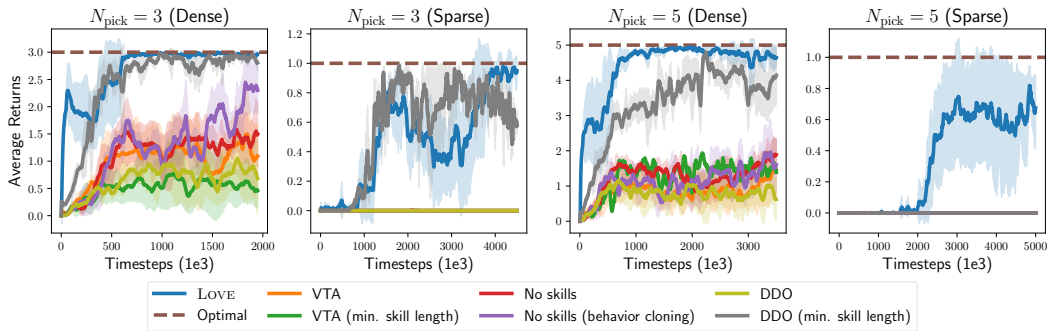 N_pick = 3 (Dense)
N_pick = 3 (Sparse)
N_pick = 5 (Dense)
N_pick = 5 (Sparse)
Average Returns
3.0
2.5
2.0
1.5
1.0
0.5
0.0
0 500 1000 1500 2000
Timesteps (1e3)
1.2
1.0
0.8
0.6
0.4
0.2
0.0
0 1000 2000 3000 4000
Timesteps (1e3)
5
4
3
2
1
0
0 1000 2000 3000
Timesteps (1e3)
1.0
0.8
0.6
0.4
0.2
0.0
0 1000 2000 3000 4000 5000
Timesteps (1e3)
LOVE VTA No skills DDO
Optimal VTA (min. skill length) No skills (behavior cloning) DDO (min. skill length)